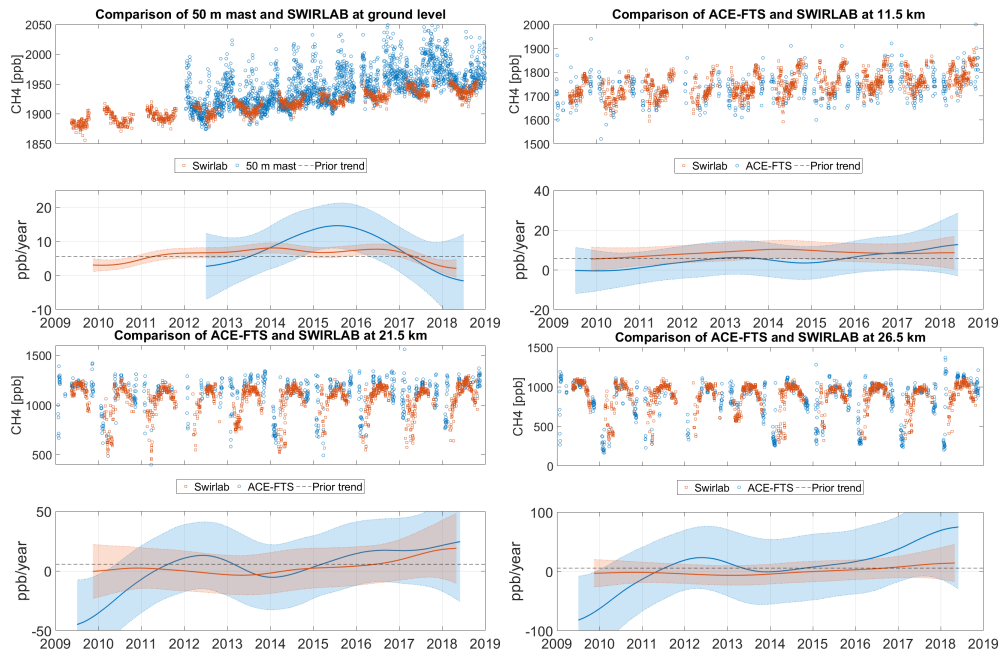 Comparison of 50 m mast and SWIRLAB at ground level
2050
2000
1950
1900
1850
CH4 [ppb]
Swirlab 50 m mast Prior trend
20
10
0
-10
ppb/year
2009 2010 2011 2012 2013 2014 2015 2016 2017 2018 2019
Comparison of ACE-FTS and SWIRLAB at 11.5 km
2000
1900
1800
1700
1600
1500
CH4 [ppb]
Swirlab ACE-FTS Prior trend
40
20
0
-20
ppb/year
2009 2010 2011 2012 2013 2014 2015 2016 2017 2018 2019
Comparison of ACE-FTS and SWIRLAB at 21.5 km
1500
1000
500
CH4 [ppb]
Swirlab ACE-FTS Prior trend
50
0
-50
ppb/year
2009 2010 2011 2012 2013 2014 2015 2016 2017 2018 2019
Comparison of ACE-FTS and SWIRLAB at 26.5 km
1500
1000
500
0
CH4 [ppb]
Swirlab ACE-FTS Prior trend
100
0
-100
ppb/year
2009 2010 2011 2012 2013 2014 2015 2016 2017 2018 2019